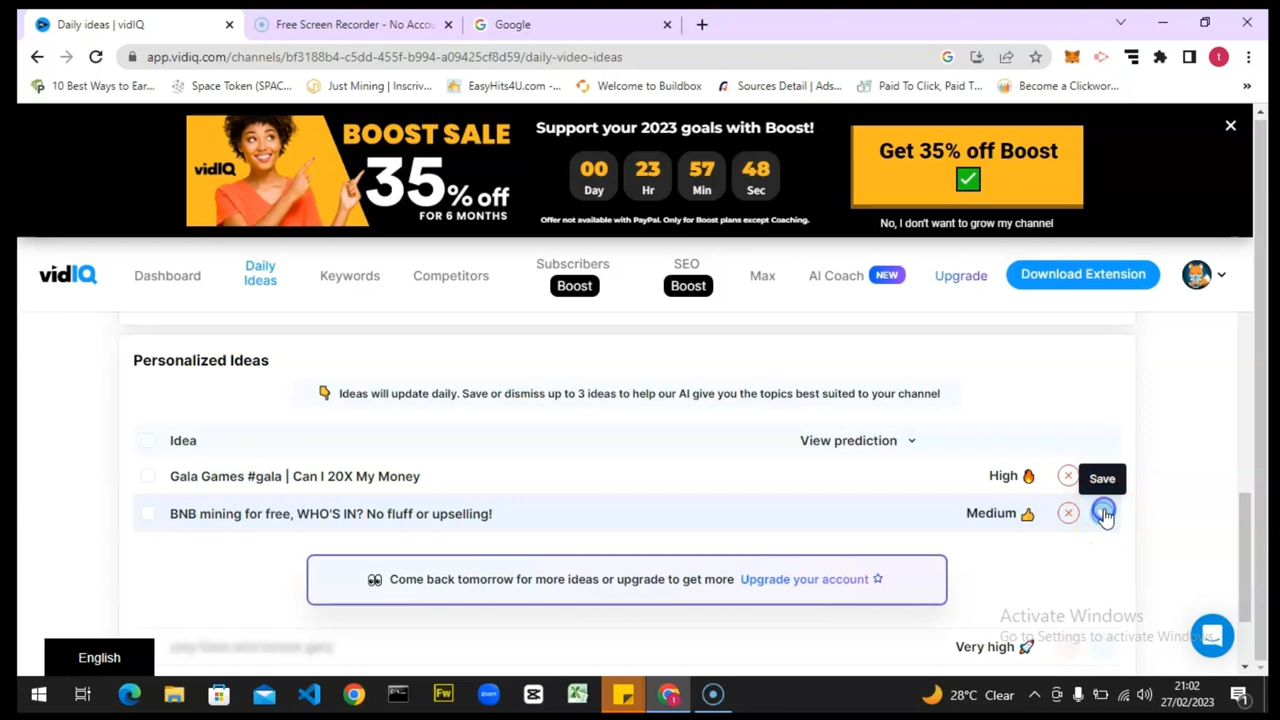 Daily ideas | vidIQ
Free Screen Recorder - No Acco
Google
app.vidiq.com/channels/bf3188b4-c5dd-455f-b994-a09425cf8d59/daily-video-ideas
t
10 Best Ways to Ear...
Space Token (SPAC...
Just Mining | Inscriv...
EasyHits4U.com -...
Welcome to Buildbox
Sources Detail | Ads...
Paid To Click, Paid T...
Become a Clickwor...
vidIQ
BOOST SALE
35% off
FOR 6 MONTHS
Support your 2023 goals with Boost!
00 23 57 48
Day Hr Min Sec
Offer not available with PayPal. Only for Boost plans except Coaching.
Get 35% off Boost
No, I don't want to grow my channel
vidIQ
Dashboard
Daily
Ideas
Keywords
Competitors
Subscribers
Boost
SEO
Boost
Max
AI Coach NEW
Upgrade
Download Extension
Personalized Ideas
Ideas will update daily. Save or dismiss up to 3 ideas to help our AI give you the topics best suited to your channel
Idea
View prediction
Gala Games #gala | Can I 20X My Money
High
Save
BNB mining for free, WHO'S IN? No fluff or upselling!
Medium
Come back tomorrow for more ideas or upgrade to get more Upgrade your account
Activate Windows
Go to Settings to activate Windows.
Very high
English
Fw
zoom
28°C Clear
21:02
27/02/2023
1